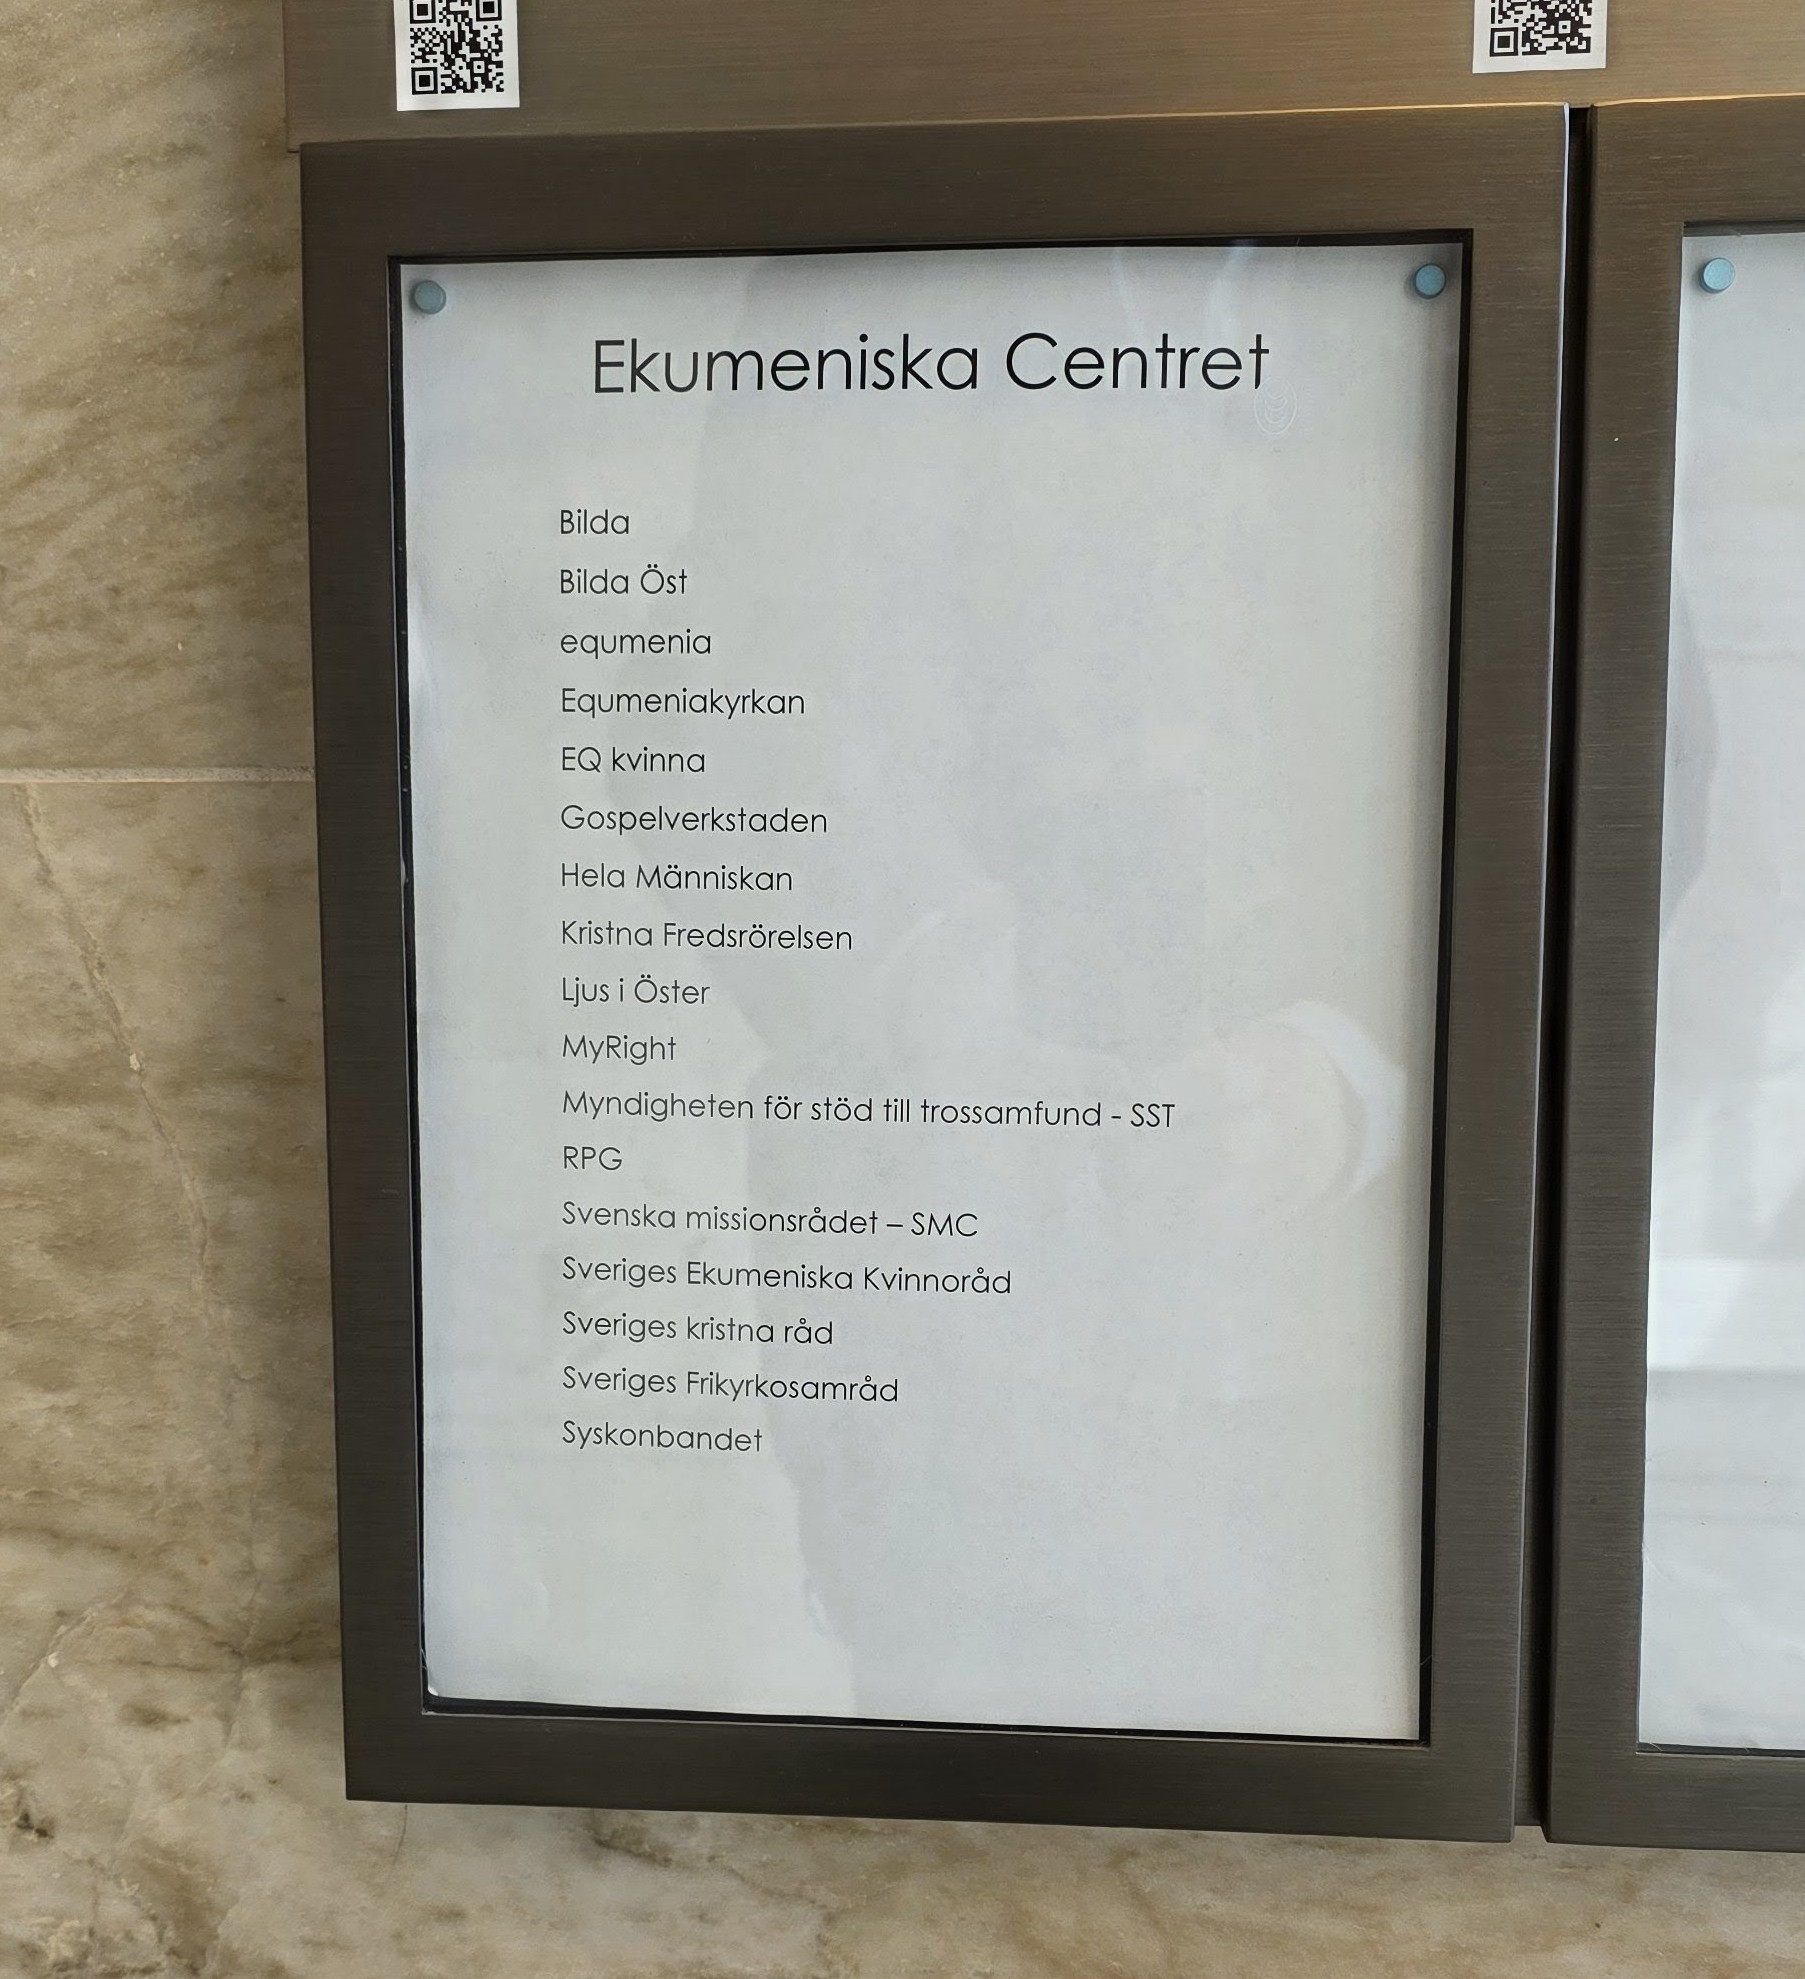 Ekumeniska Centret
Bilda
Bilda Öst
equmenia
Equmeniakyrkan
EQ kvinna
Gospelverkstaden
Hela Människan
Kristna Fredsrörelsen
Ljus i Öster
MyRight
Myndigheten för stöd till trossamfund - SST
RPG
Svenska missionsrådet – SMC
Sveriges Ekumeniska Kvinnoråd
Sveriges kristna råd
Sveriges Frikyrkosamråd
Syskonbandet